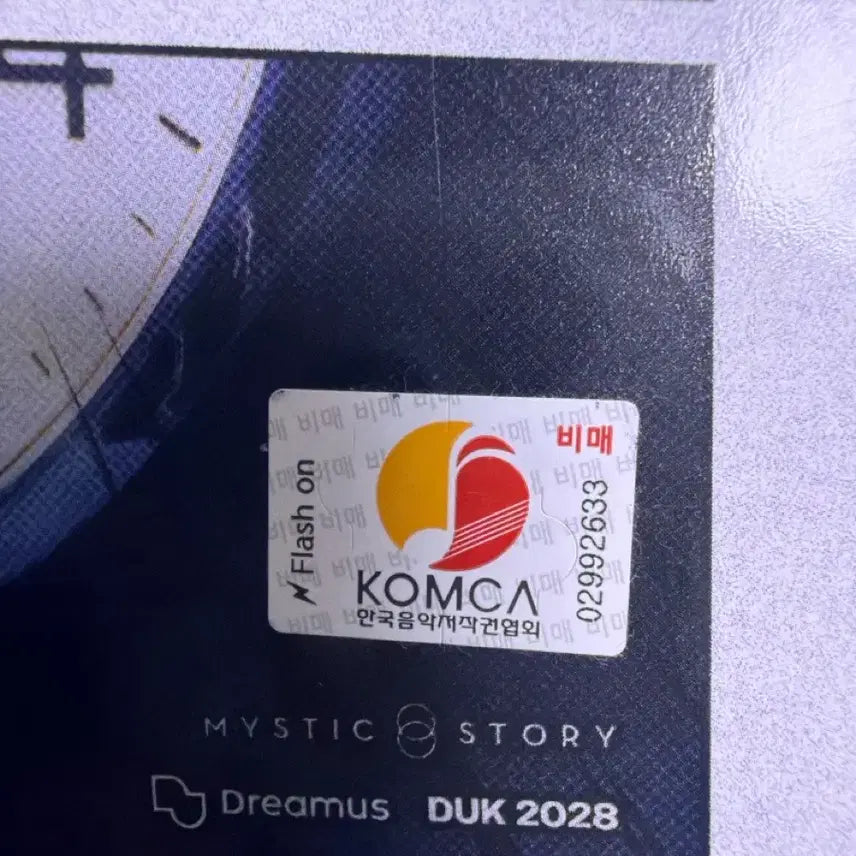 비매
Flash on
02992633
KOMCA
한국음악저작권협회
MYSTIC STORY
Dreamus DUK 2028